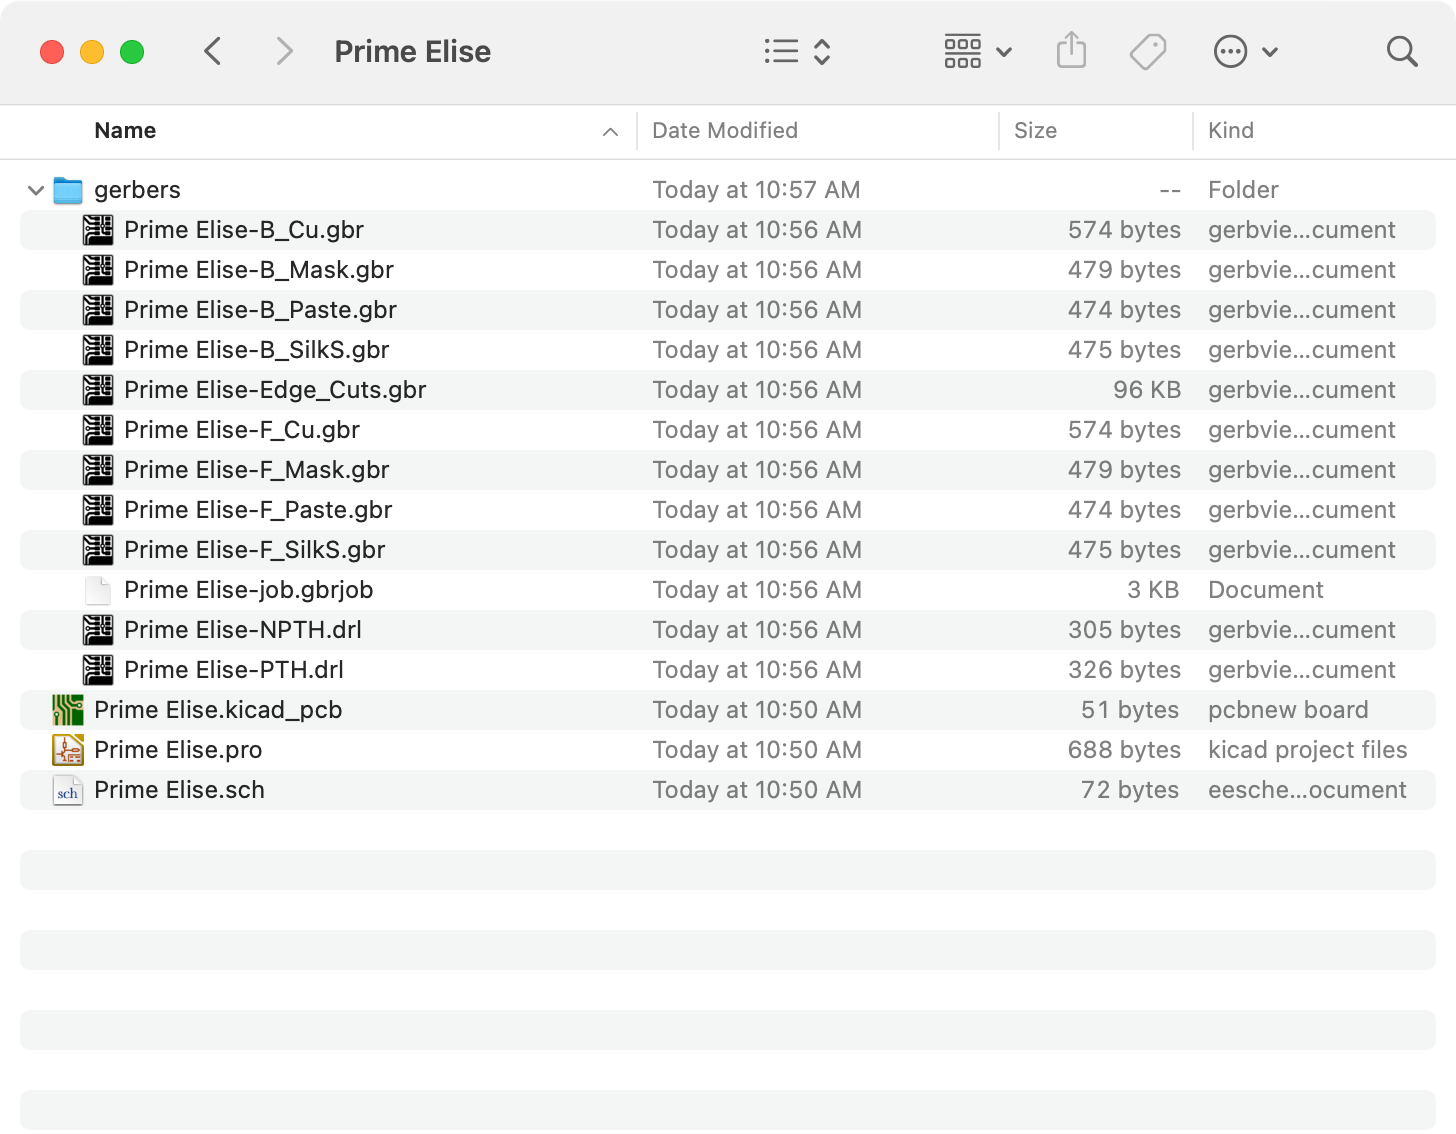 Prime Elise
Name Date Modified Size Kind
gerbers Today at 10:57 AM -- Folder
Prime Elise-B_Cu.gbr Today at 10:56 AM 574 bytes gerbvie...cument
Prime Elise-B_Mask.gbr Today at 10:56 AM 479 bytes gerbvie...cument
Prime Elise-B_Paste.gbr Today at 10:56 AM 474 bytes gerbvie...cument
Prime Elise-B_SilkS.gbr Today at 10:56 AM 475 bytes gerbvie...cument
Prime Elise-Edge_Cuts.gbr Today at 10:56 AM 96 KB gerbvie...cument
Prime Elise-F_Cu.gbr Today at 10:56 AM 574 bytes gerbvie...cument
Prime Elise-F_Mask.gbr Today at 10:56 AM 479 bytes gerbvie...cument
Prime Elise-F_Paste.gbr Today at 10:56 AM 474 bytes gerbvie...cument
Prime Elise-F_SilkS.gbr Today at 10:56 AM 475 bytes gerbvie...cument
Prime Elise-job.gbrjob Today at 10:56 AM 3 KB Document
Prime Elise-NPTH.drl Today at 10:56 AM 305 bytes gerbvie...cument
Prime Elise-PTH.drl Today at 10:56 AM 326 bytes gerbvie...cument
Prime Elise.kicad_pcb Today at 10:50 AM 51 bytes pcbnew board
Prime Elise.pro Today at 10:50 AM 688 bytes kicad project files
sch Prime Elise.sch Today at 10:50 AM 72 bytes eesche...ocument